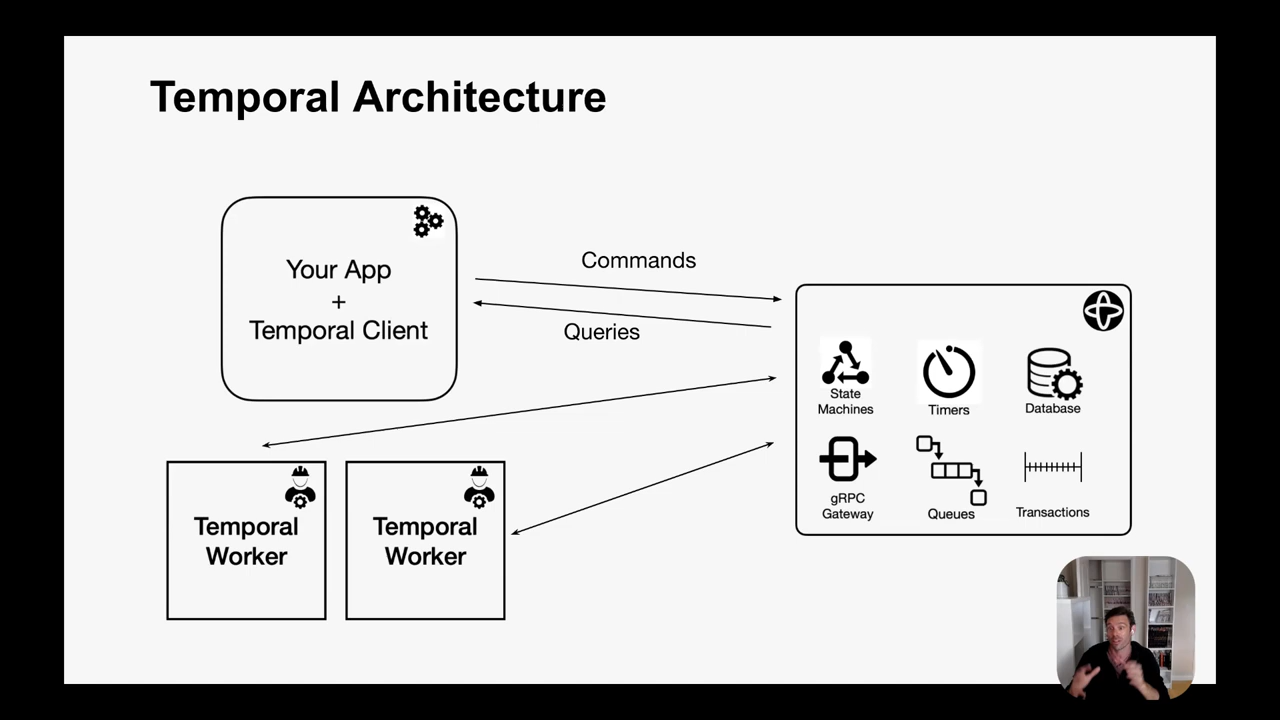 Temporal Architecture
Your App
+
Temporal Client
Commands
Queries
State
Machines
Timers
Database
gRPC
Gateway
Queues
Transactions
Temporal
Worker
Temporal
Worker